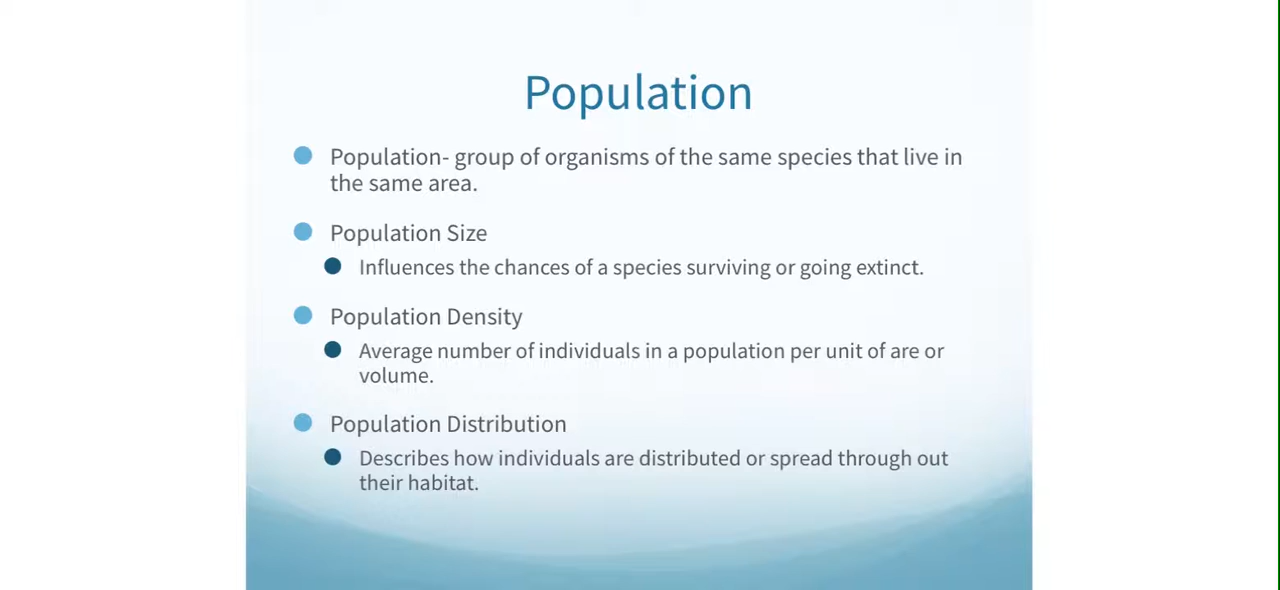 Population
Population- group of organisms of the same species that live in
the same area.
Population Size
Influences the chances of a species surviving or going extinct.
Population Density
Average number of individuals in a population per unit of are or
volume.
Population Distribution
Describes how individuals are distributed or spread through out
their habitat.